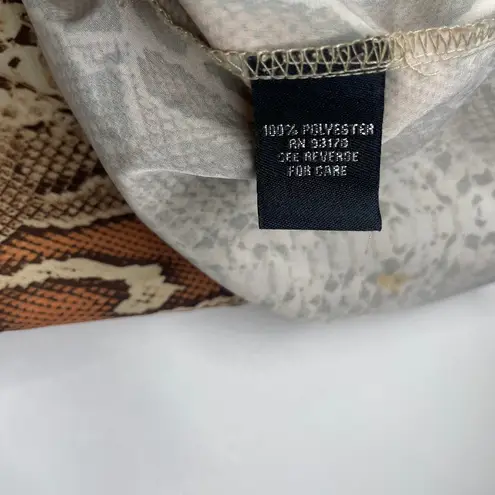 100% POLYESTER
RN 93178
SEE REVERSE
FOR CARE